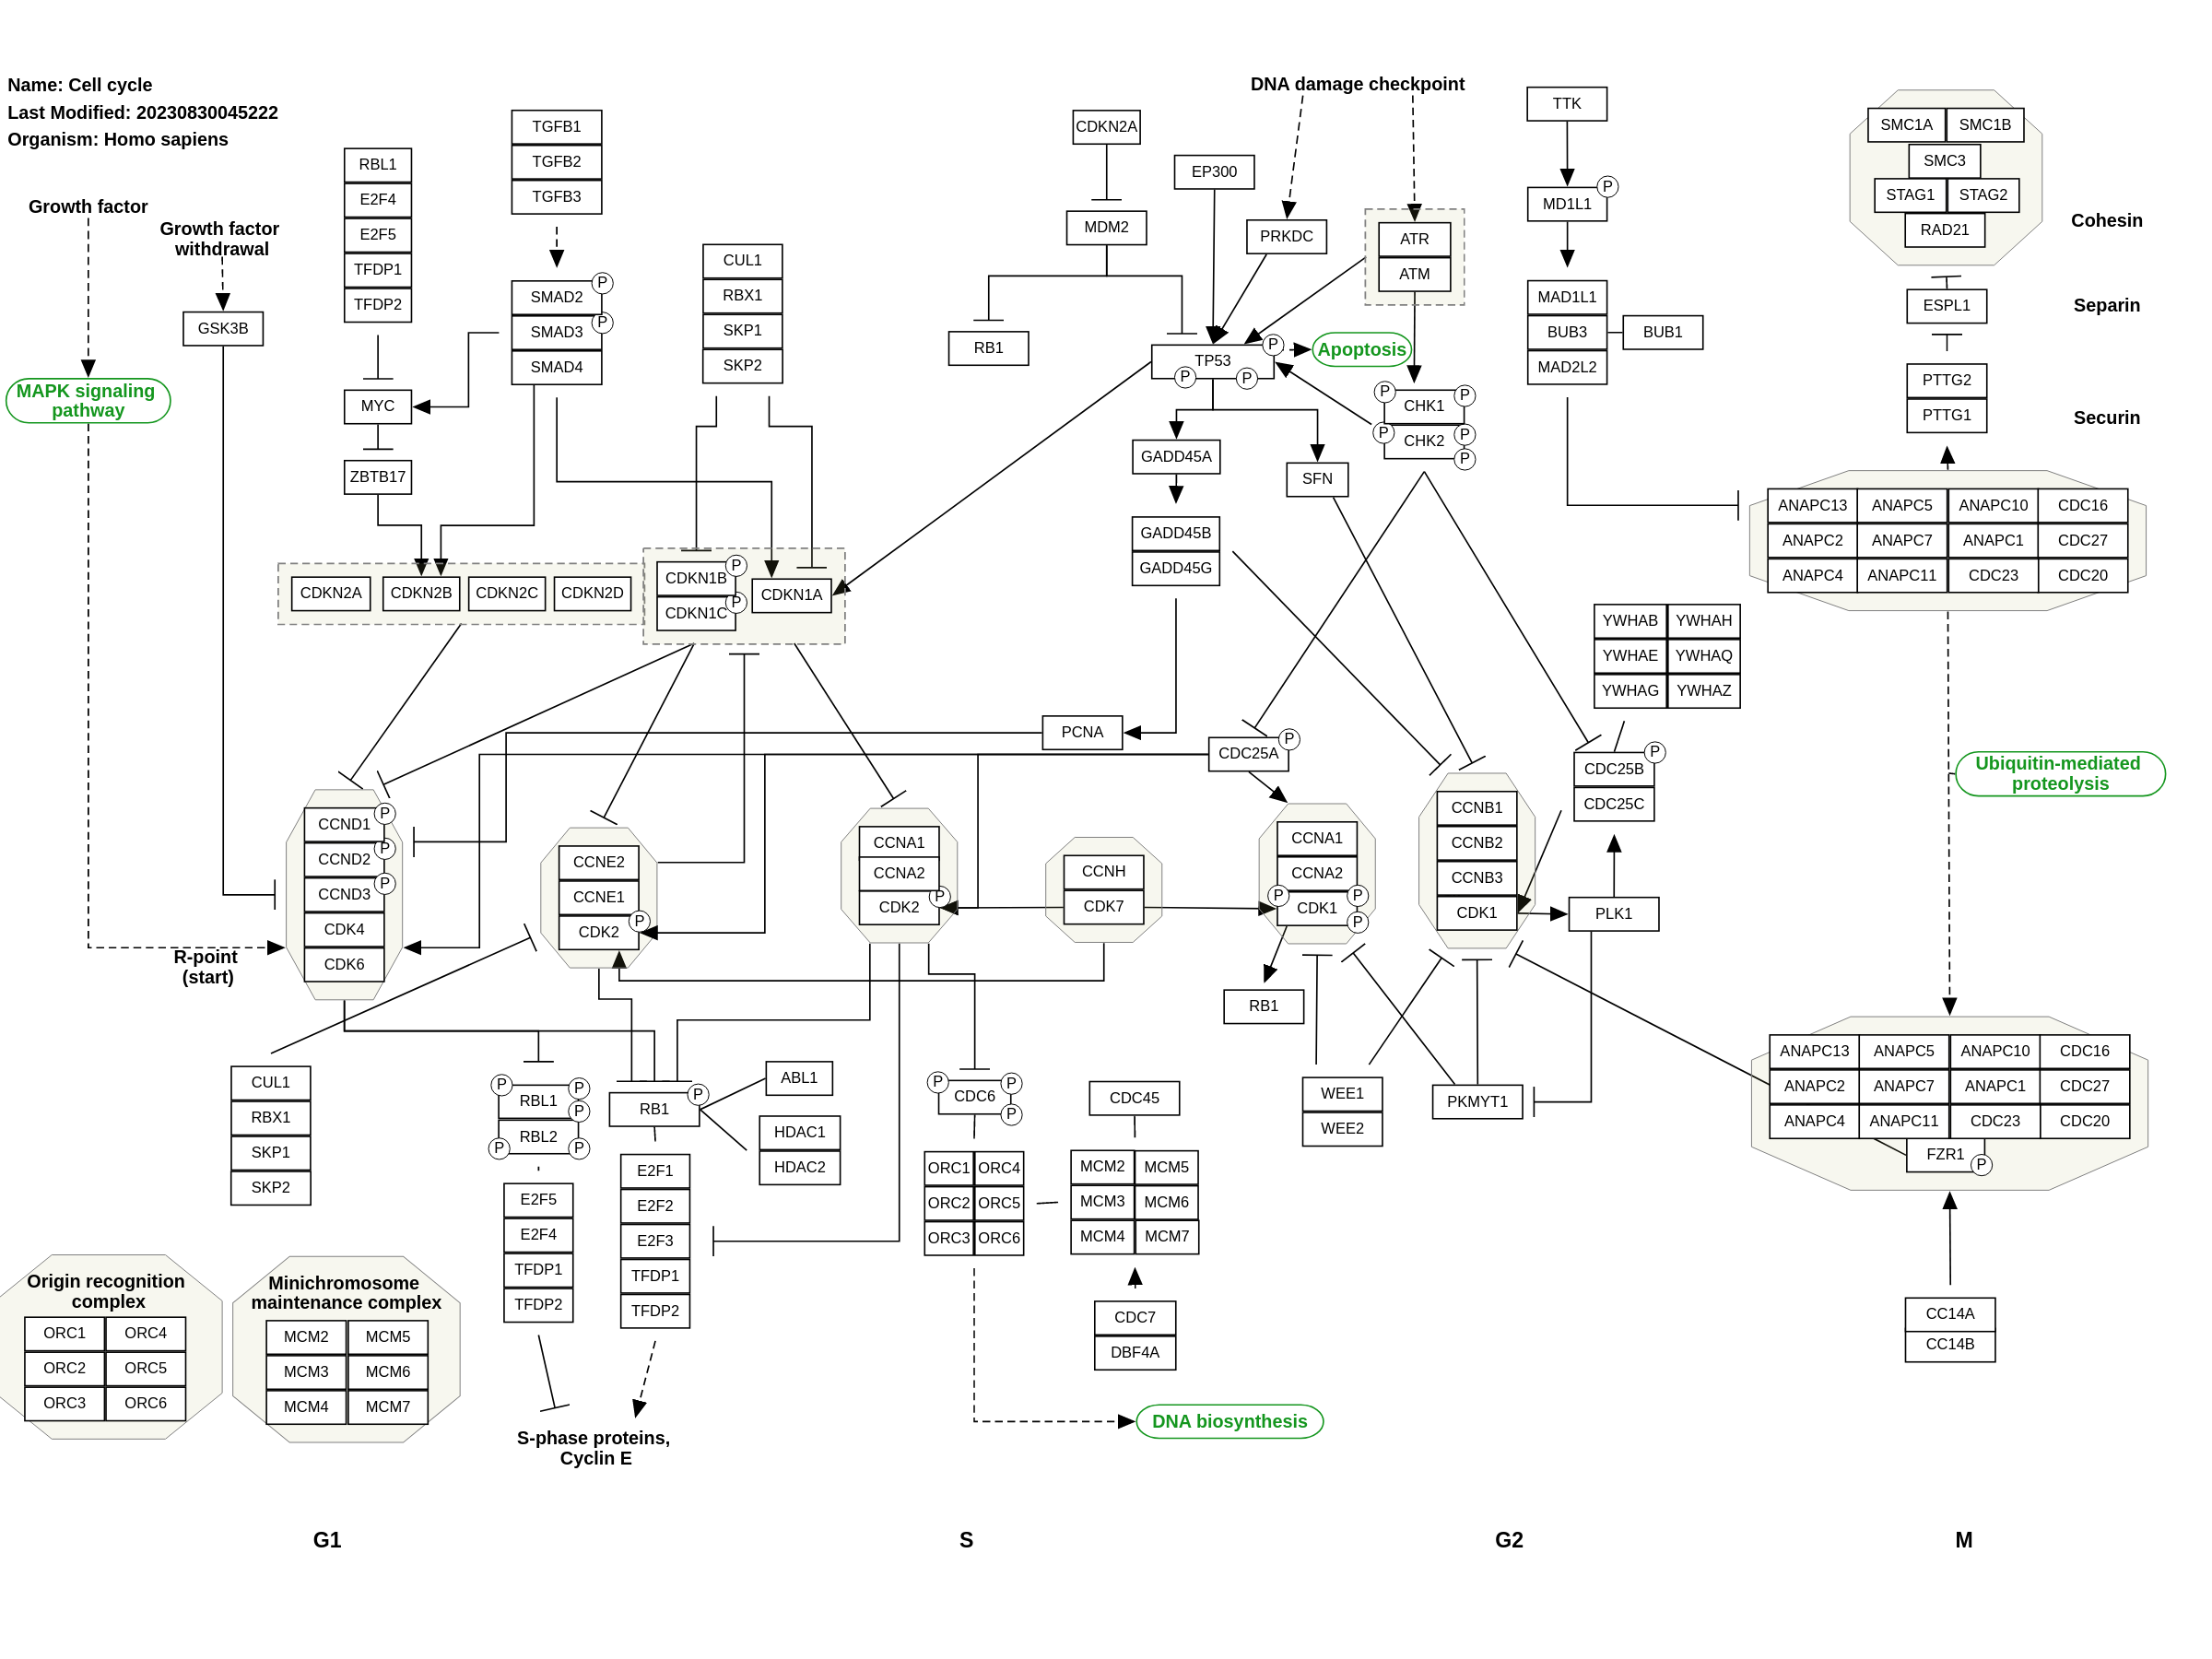 Name: Cell cycle
Last Modified: 20230830045222
Organism: Homo sapiens
Growth factor
Growth factor
withdrawal
GSK3B
MAPK signaling
pathway
RBL1
E2F4
E2F5
TFDP1
TFDP2
MYC
ZBTB17
TGFB1
TGFB2
TGFB3
SMAD2
P
SMAD3
P
SMAD4
CUL1
RBX1
SKP1
SKP2
CDKN2A
CDKN2B
CDKN2C
CDKN2D
CDKN1B
P
CDKN1C
P
CDKN1A
CDKN2A
MDM2
RB1
EP300
DNA damage checkpoint
PRKDC
ATR
ATM
TP53
P
P
P
Apoptosis
CHK1
P
P
CHK2
P
P
P
GADD45A
SFN
GADD45B
GADD45G
PCNA
CDC25A
P
TTK
MD1L1
P
MAD1L1
BUB3
MAD2L2
BUB1
SMC1A
SMC1B
SMC3
STAG1
STAG2
RAD21
Cohesin
ESPL1
Separin
PTTG2
PTTG1
Securin
ANAPC13
ANAPC5
ANAPC10
CDC16
ANAPC2
ANAPC7
ANAPC1
CDC27
ANAPC4
ANAPC11
CDC23
CDC20
YWHAB
YWHAH
YWHAE
YWHAQ
YWHAG
YWHAZ
CDC25B
P
CDC25C
Ubiquitin-mediated
proteolysis
CCND1
P
CCND2
P
CCND3
P
CDK4
CDK6
R-point
(start)
CCNE2
CCNE1
CDK2
P
CCNA1
CCNA2
CDK2
P
CCNH
CDK7
CCNA1
CCNA2
CDK1
P
P
P
CCNB1
CCNB2
CCNB3
CDK1
PLK1
RB1
CUL1
RBX1
SKP1
SKP2
RBL1
P
P
P
RBL2
P
P
E2F5
E2F4
TFDP1
TFDP2
RB1
P
E2F1
E2F2
E2F3
TFDP1
TFDP2
ABL1
HDAC1
HDAC2
CDC6
P
P
P
ORC1
ORC4
ORC2
ORC5
ORC3
ORC6
CDC45
MCM2
MCM5
MCM3
MCM6
MCM4
MCM7
CDC7
DBF4A
WEE1
WEE2
PKMYT1
ANAPC13
ANAPC5
ANAPC10
CDC16
ANAPC2
ANAPC7
ANAPC1
CDC27
ANAPC4
ANAPC11
CDC23
CDC20
FZR1
P
CC14A
CC14B
Origin recognition
complex
ORC1
ORC4
ORC2
ORC5
ORC3
ORC6
Minichromosome
maintenance complex
MCM2
MCM5
MCM3
MCM6
MCM4
MCM7
S-phase proteins,
Cyclin E
DNA biosynthesis
G1
S
G2
M